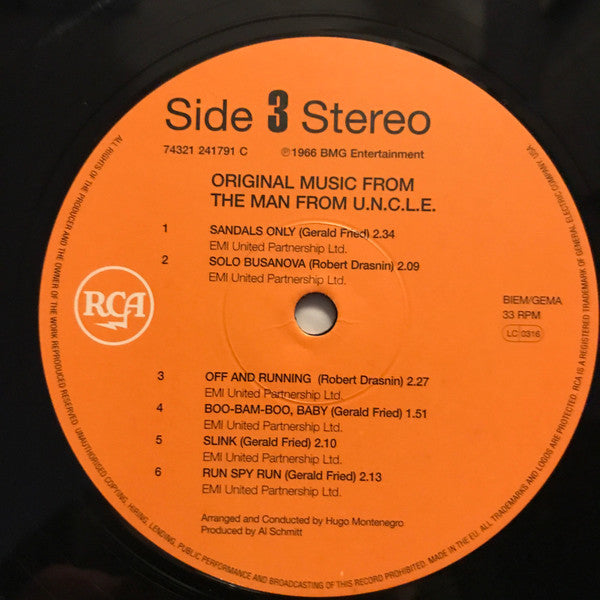 Side 3 Stereo
74321 241791 C ℗1966 BMG Entertainment
ORIGINAL MUSIC FROM
THE MAN FROM U.N.C.L.E.
1 SANDALS ONLY (Gerald Fried) 2.34
EMI United Partnership Ltd.
2 SOLO BUSANOVA (Robert Drasnin) 2.09
EMI United Partnership Ltd.
RCA
BIEM/GEMA
33 RPM
LC 0316
3 OFF AND RUNNING (Robert Drasnin) 2.27
EMI United Partnership Ltd.
4 BOO-BAM-BOO, BABY (Gerald Fried) 1.51
EMI United Partnership Ltd.
5 SLINK (Gerald Fried) 2.10
EMI United Partnership Ltd.
6 RUN SPY RUN (Gerald Fried) 2.13
EMI United Partnership Ltd.
Arranged and Conducted by Hugo Montenegro
Produced by Al Schmitt
ALL RIGHTS OF THE PRODUCER AND THE OWNER OF THE WORK REPRODUCED RESERVED. UNAUTHORISED COPYING, HIRING, LENDING, PUBLIC PERFORMANCE AND BROADCASTING OF THIS RECORD PROHIBITED. MADE IN THE EU. ALL TRADEMARKS AND LOGOS ARE PROTECTED. RCA IS A REGISTERED TRADEMARK OF GENERAL ELECTRIC COMPANY, USA